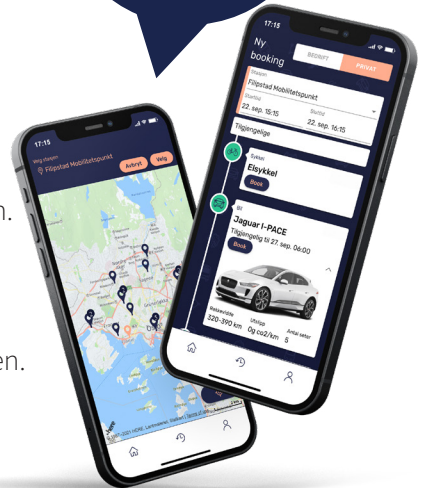 17:15
Ny
booking
BEDRIFT
PRIVAT
Stasjon
Filipstad Mobilitetspunkt
Starttid
Sluttid
22. sep. 15:15
22. sep. 16:15
Tilgjengelige
Sykkel
Elsykkel
Book
Bil
Jaguar I-PACE
Tilgjengelig til 27. sep. 06:00
Book
Rekkevidde
Utslipp
Antall seter
320-390 km
0g co2/km
5
17:15
Velg stasjon
Filipstad Mobilitetspunkt
Avbryt
Velg
n.
en.